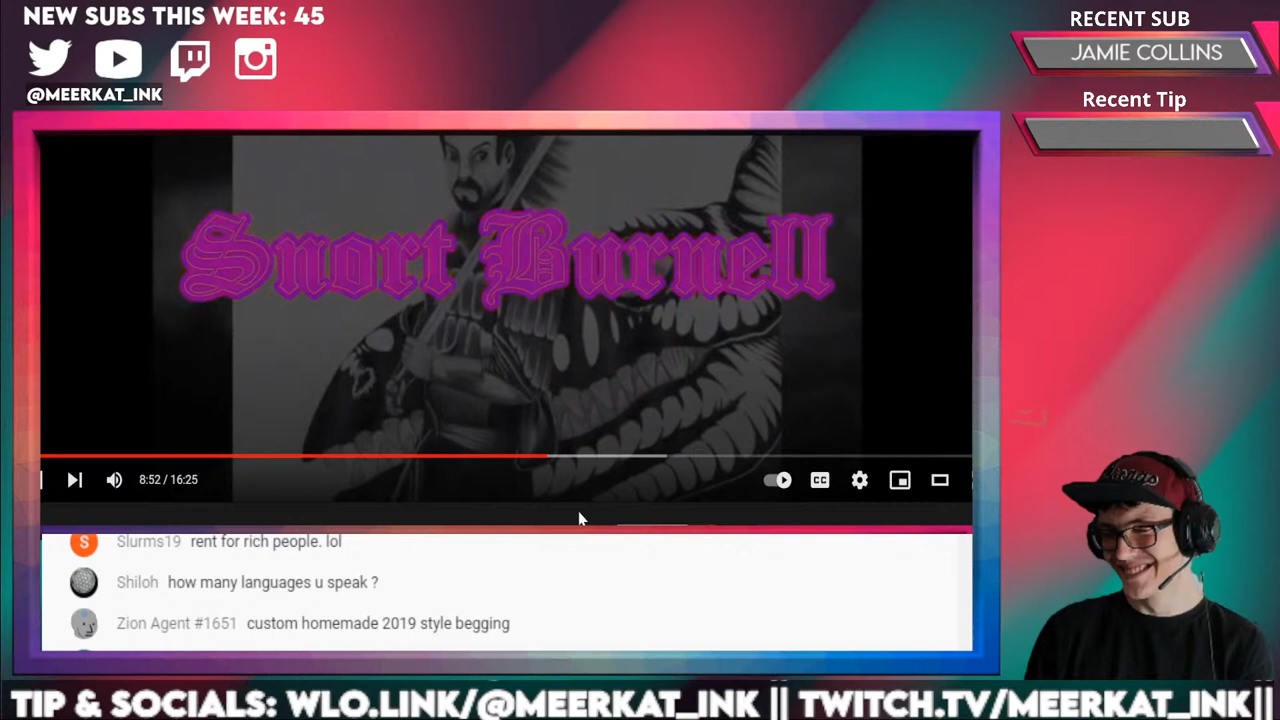 NEW SUBS THIS WEEK: 45
@MEERKAT_INK
RECENT SUB
JAMIE COLLINS
Recent Tip
Snort Burnell
8:52 / 16:25
CC
S Slurms19 rent for rich people. lol
Shiloh how many languages u speak ?
Zion Agent #1651 custom homemade 2019 style begging
TIP & SOCIALS: WLO.LINK/@MEERKAT_INK || TWITCH.TV/MEERKAT_INK||